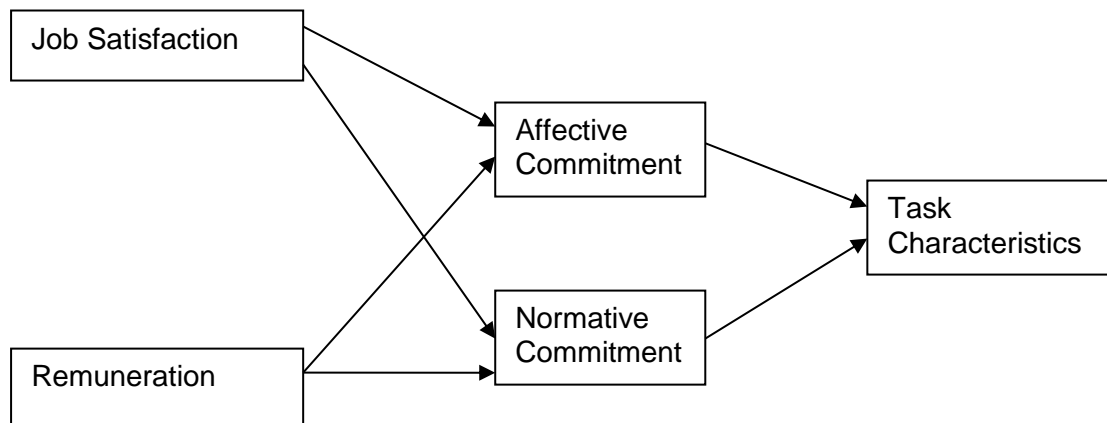 Job Satisfaction
Affective
Commitment
Task
Characteristics
Normative
Commitment
Remuneration